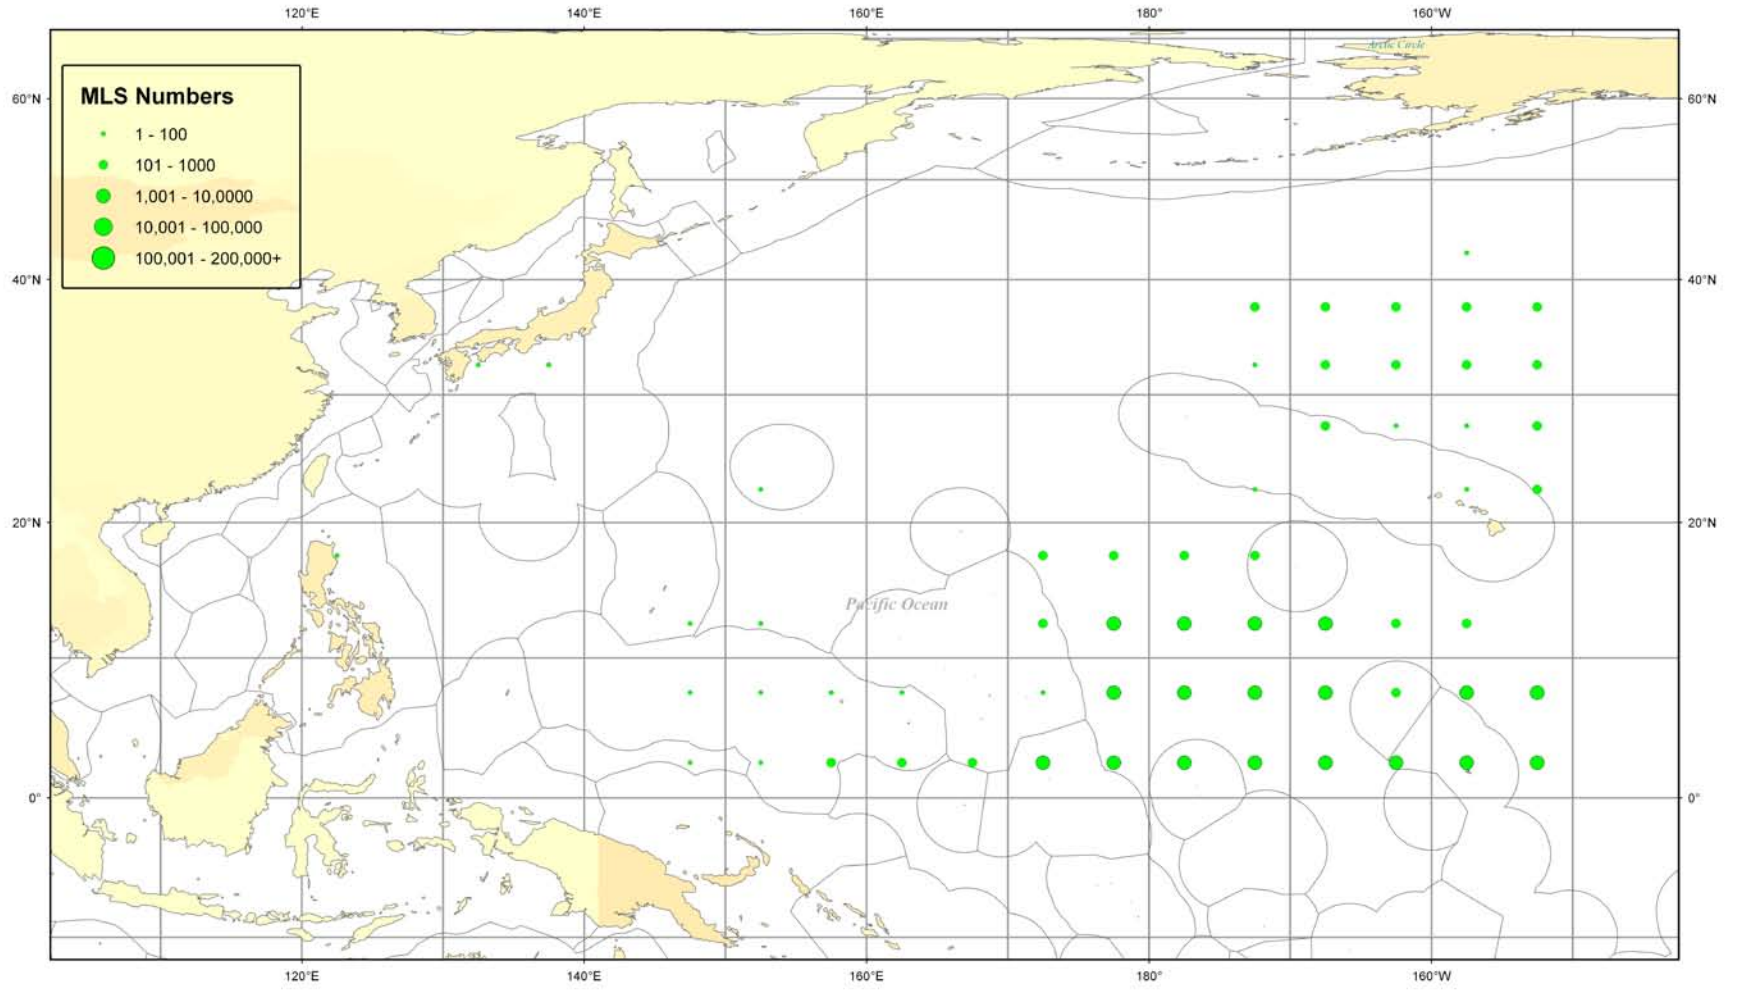 120°E 140°E 160°E 180° 160°W
Arctic Circle
MLS Numbers
60°N 60°N
1 - 100
101 - 1000
1,001 - 10,0000
10,001 - 100,000
100,001 - 200,000+
40°N 40°N
20°N 20°N
Pacific Ocean
0° 0°
120°E 140°E 160°E 180° 160°W